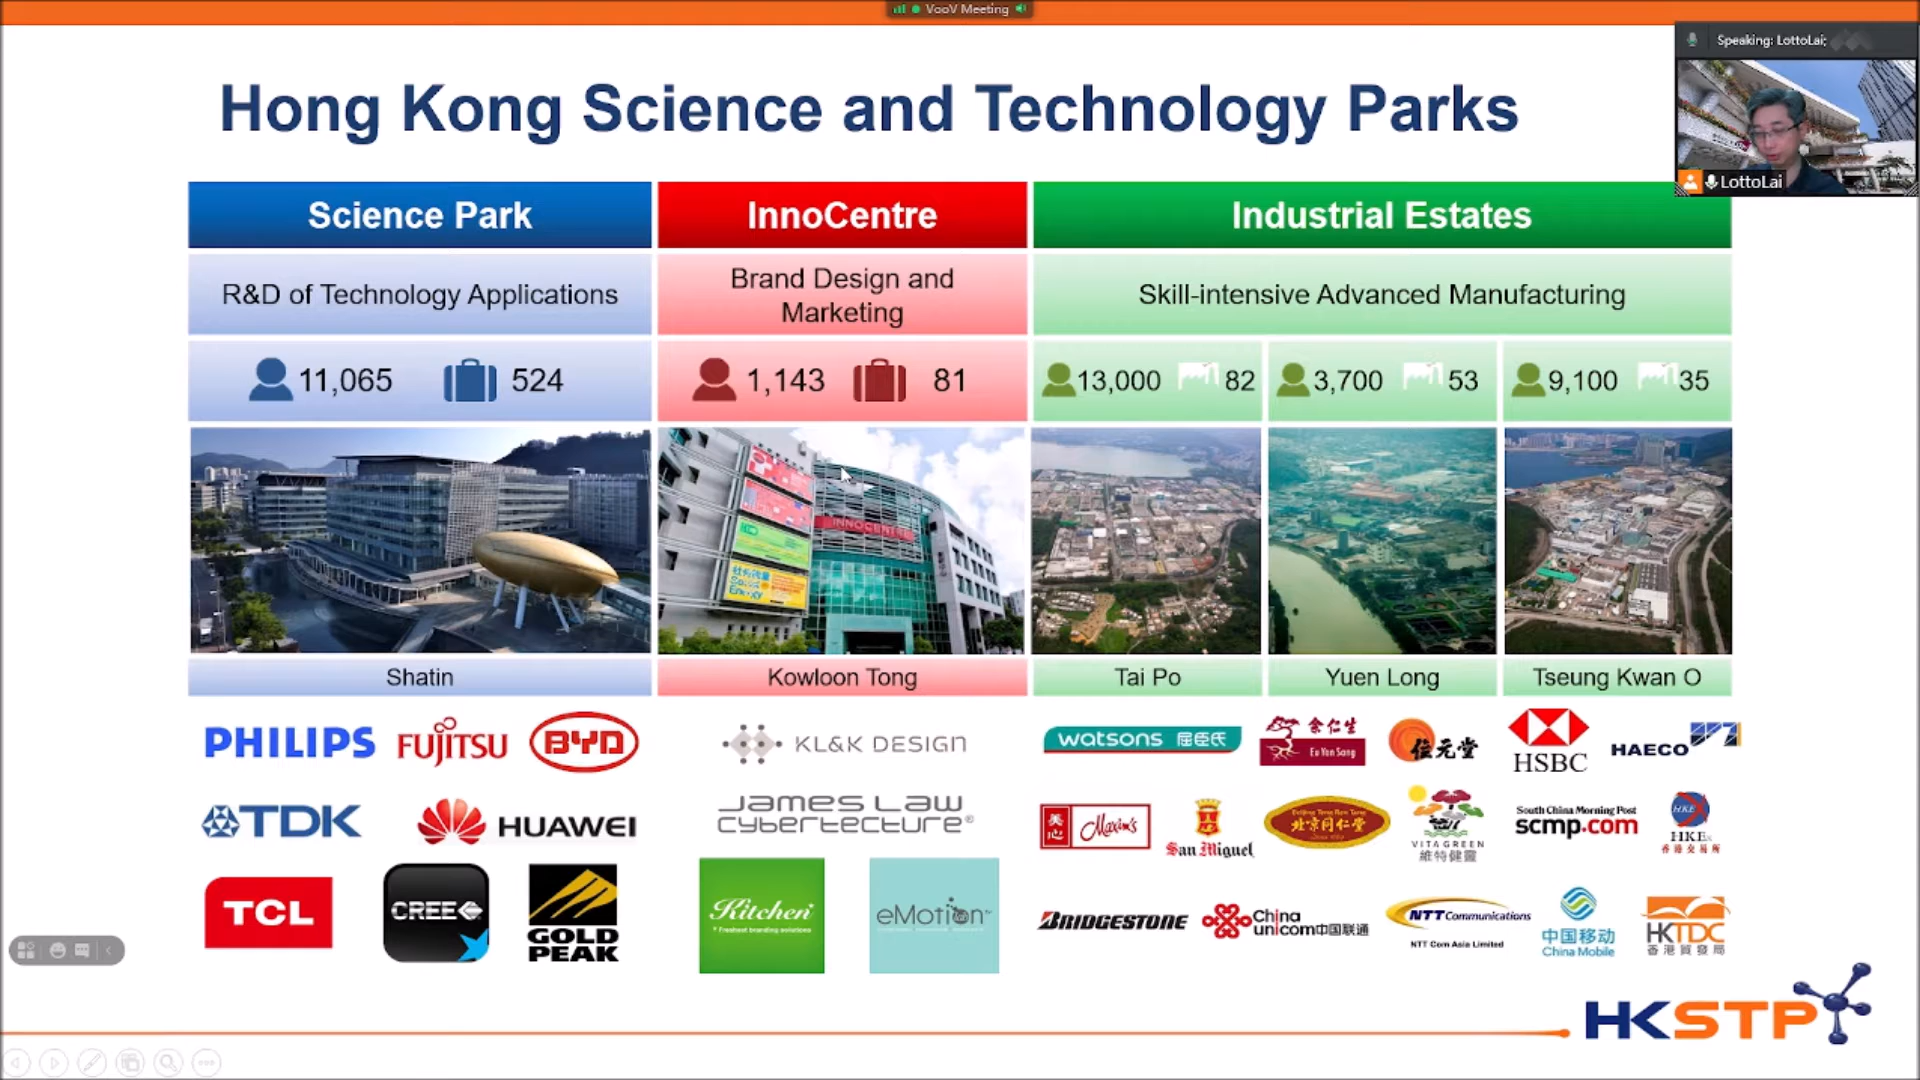 VooV Meeting
Speaking: LottoLai;
LottoLai
Hong Kong Science and Technology Parks
Science Park
InnoCentre
Industrial Estates
R&D of Technology Applications
Brand Design and
Marketing
Skill-intensive Advanced Manufacturing
11,065 524
1,143 81
13,000 82
3,700 53
9,100 35
INNOCENTRE
Shatin
Kowloon Tong
Tai Po
Yuen Long
Tseung Kwan O
PHILIPS
FUJITSU
BYD
TDK
HUAWEI
TCL
CREE
GOLD
PEAK
KL&K DESIGN
James Law
cybertecture®
Kitchen
Freshest branding solutions
eMotion
watsons 屈臣氏
余仁生
Eu Yan Sang
位元堂
HSBC
HAECO
美心
Maxim's
San Miguel
Beijing Tong Ren Tang
北京同仁堂
VITAGREEN
維特健靈
South China Morning Post
scmp.com
HKEx
香港交易所
BRIDGESTONE
China
unicom中国联通
NTT Communications
NTT Com Asia Limited
中国移动
China Mobile
HKTDC
香港貿發局
HKSTP